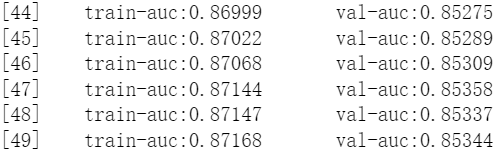 [44] train-auc:0.86999 val-auc:0.85275
[45] train-auc:0.87022 val-auc:0.85289
[46] train-auc:0.87068 val-auc:0.85309
[47] train-auc:0.87144 val-auc:0.85358
[48] train-auc:0.87147 val-auc:0.85337
[49] train-auc:0.87168 val-auc:0.85344